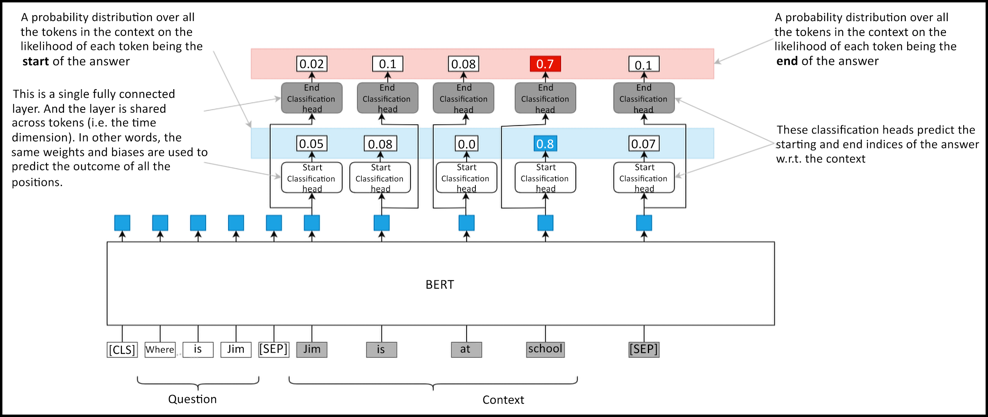 A probability distribution over all
the tokens in the context on the
likelihood of each token being the
start of the answer
A probability distribution over all
the tokens in the context on the
likelihood of each token being the
end of the answer
This is a single fully connected
layer. And the layer is shared
across tokens (i.e. the time
dimension). In other words, the
same weights and biases are used to
predict the outcome of all the
positions.
These classification heads predict the
starting and end indices of the answer
w.r.t. the context
0.02 0.1 0.08 0.7 0.1
End Classification head
End Classification head
End Classification head
End Classification head
End Classification head
0.05 0.08 0.0 0.8 0.07
Start Classification head
Start Classification head
Start Classification head
Start Classification head
Start Classification head
BERT
[CLS] Where is Jim [SEP] Jim is at school [SEP]
Question
Context